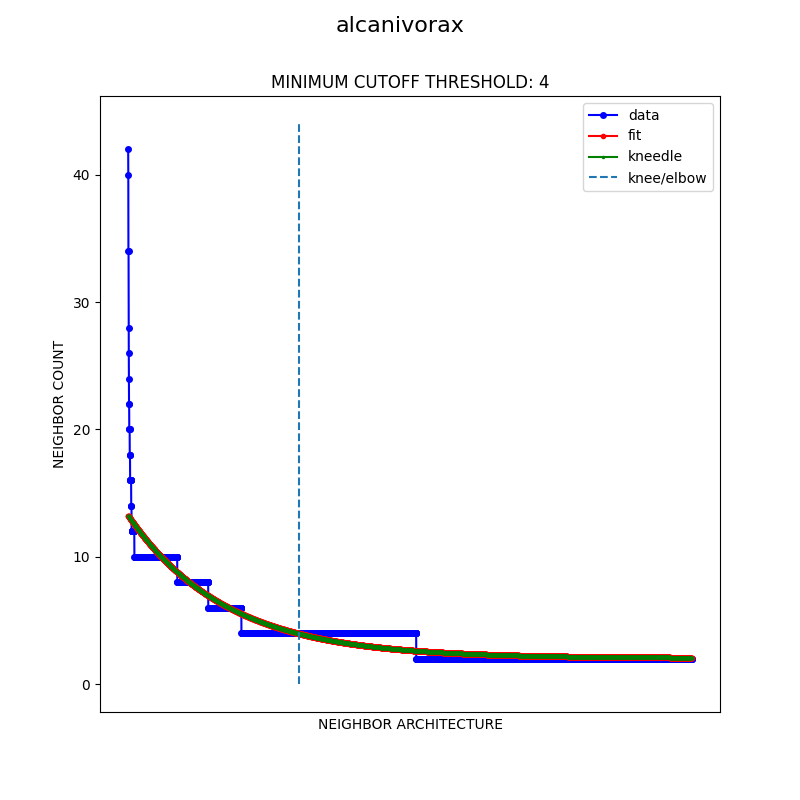 alcanivorax
MINIMUM CUTOFF THRESHOLD: 4
data
fit
kneedle
knee/elbow
40
30
20
10
0
NEIGHBOR COUNT
NEIGHBOR ARCHITECTURE